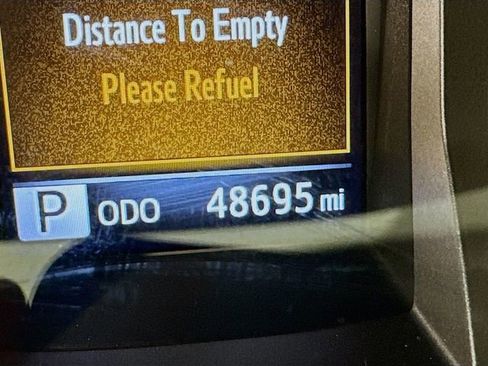 Distance To Empty
Please Refuel
P ODO 48695 mi